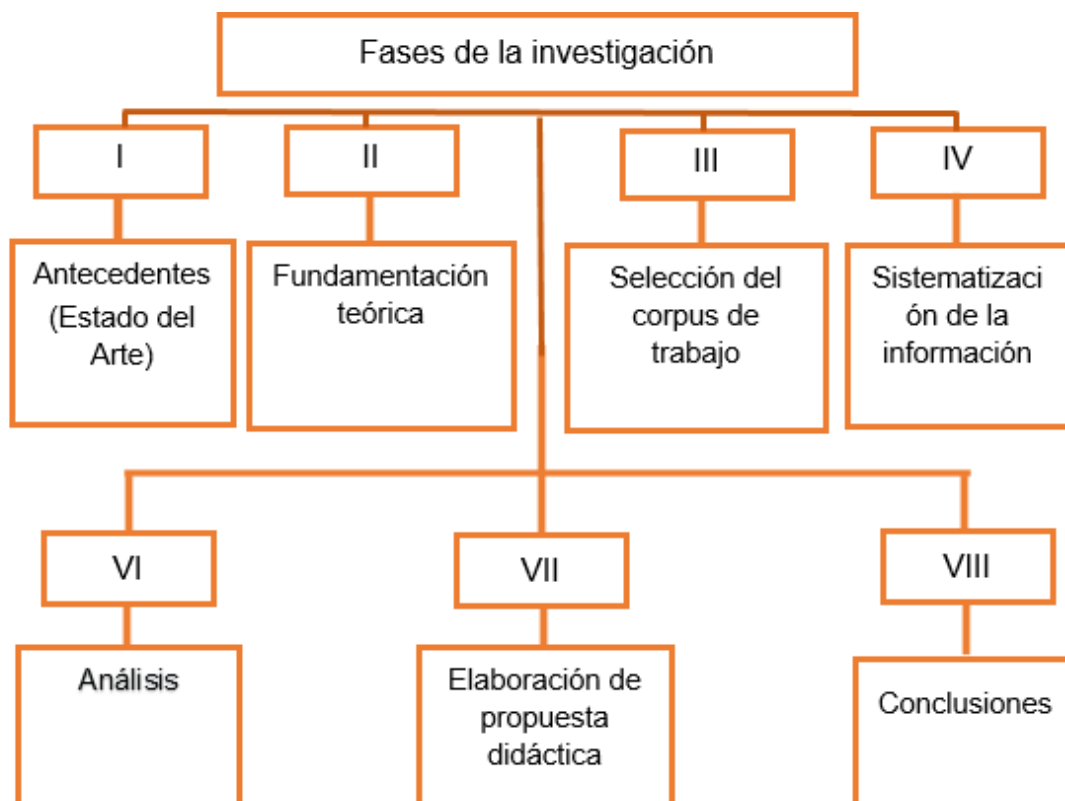 Fases de la investigación
I
II
III
IV
Antecedentes
(Estado del
Arte)
Fundamentación
teórica
Selección del
corpus de
trabajo
Sistematizaci
ón de la
información
VI
VII
VIII
Análisis
Elaboración de
propuesta
didáctica
Conclusiones